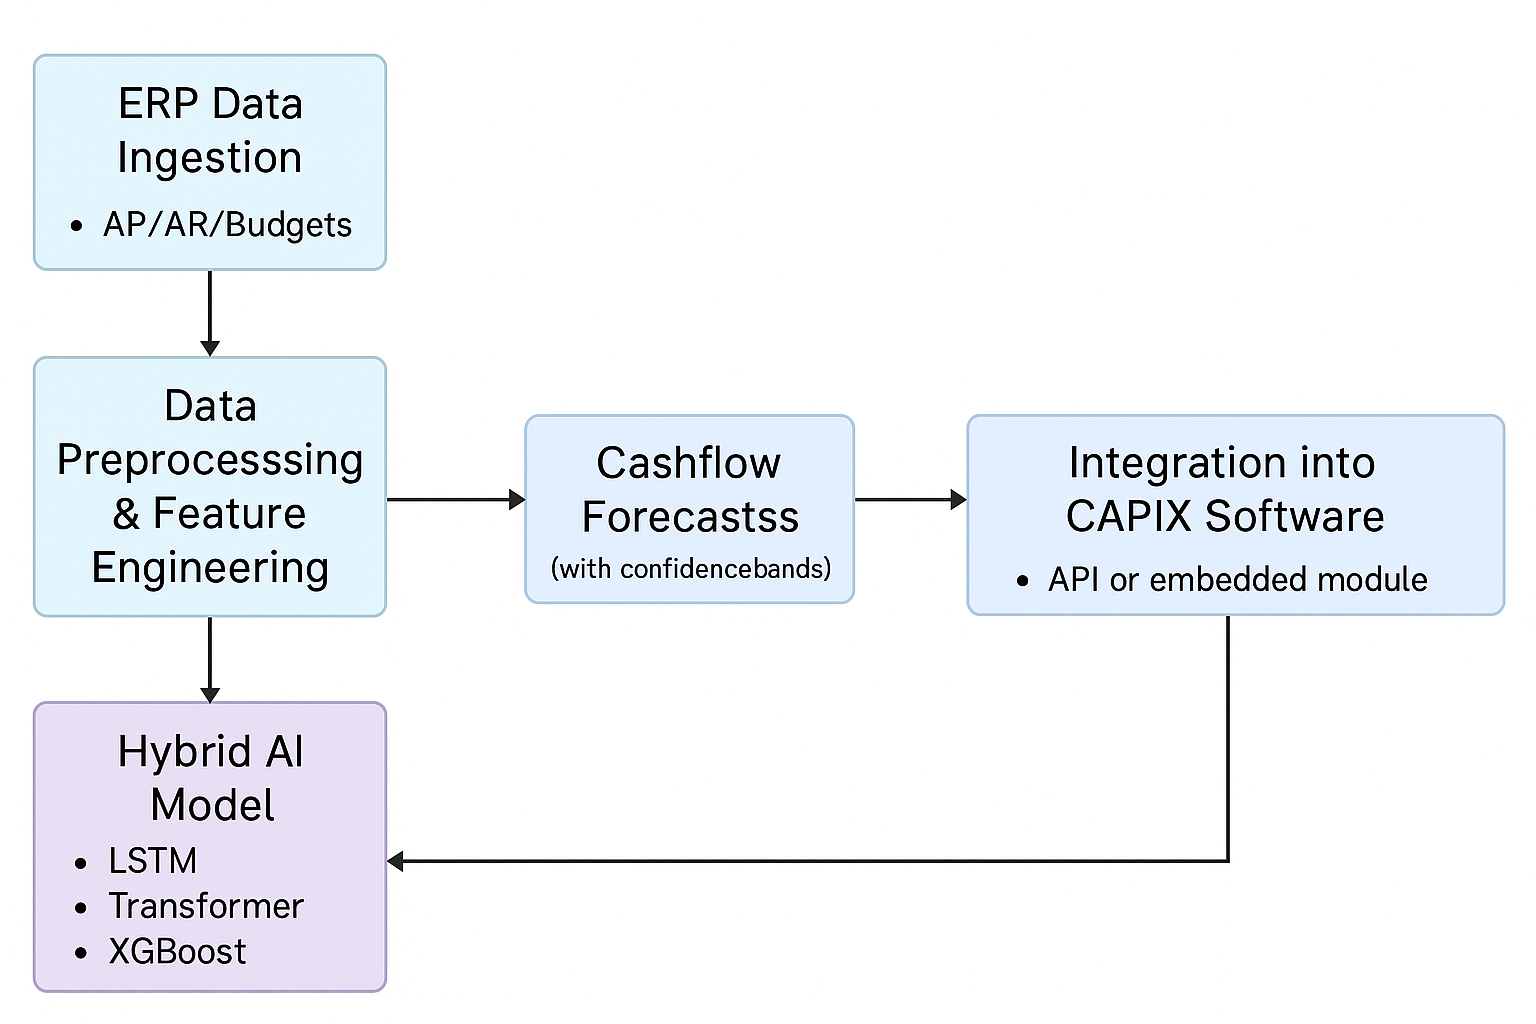 ERP Data
Ingestion
• AP/AR/Budgets
Data
Preprocesssing
& Feature
Engineering
Cashflow
Forecastss
(with confidencebands)
Integration into
CAPIX Software
• API or embedded module
Hybrid AI
Model
• LSTM
• Transformer
• XGBoost